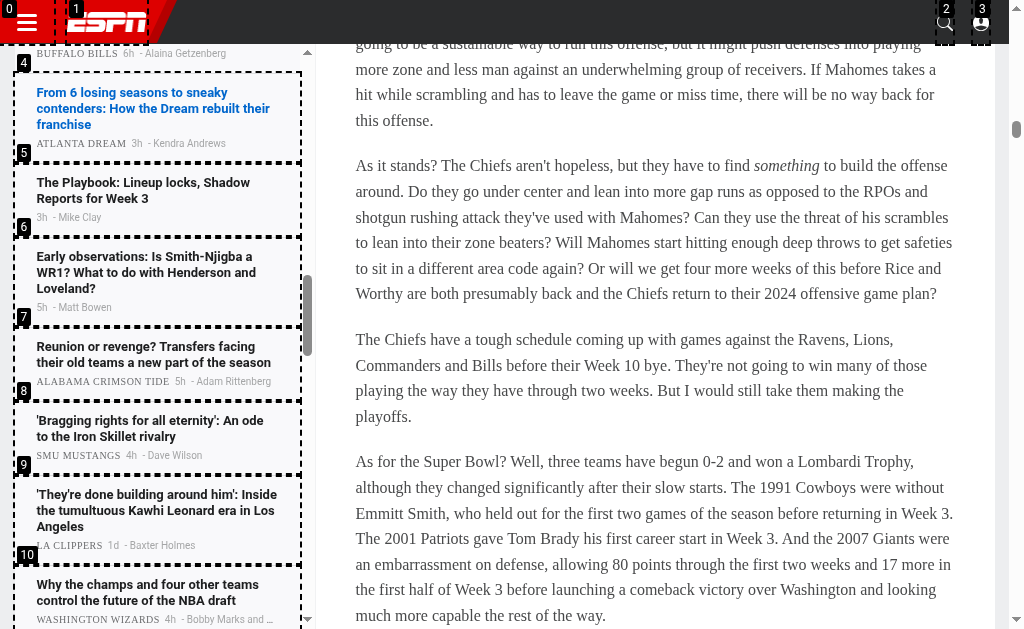 0
1
ESPN
2
3
4
BUFFALO BILLS 6h - Alaina Getzenberg
From 6 losing seasons to sneaky
contenders: How the Dream rebuilt their
franchise
ATLANTA DREAM 3h - Kendra Andrews
5
The Playbook: Lineup locks, Shadow
Reports for Week 3
3h - Mike Clay
6
Early observations: Is Smith-Njigba a
WR1? What to do with Henderson and
Loveland?
5h - Matt Bowen
7
Reunion or revenge? Transfers facing
their old teams a new part of the season
ALABAMA CRIMSON TIDE 5h - Adam Rittenberg
8
'Bragging rights for all eternity': An ode
to the Iron Skillet rivalry
SMU MUSTANGS 4h - Dave Wilson
9
'They're done building around him': Inside
the tumultuous Kawhi Leonard era in Los
Angeles
LA CLIPPERS 1d - Baxter Holmes
10
Why the champs and four other teams
control the future of the NBA draft
WASHINGTON WIZARDS 4h - Bobby Marks and ...
going to be a sustainable way to run this offense, but it might push defenses into playing
more zone and less man against an underwhelming group of receivers. If Mahomes takes a
hit while scrambling and has to leave the game or miss time, there will be no way back for
this offense.
As it stands? The Chiefs aren't hopeless, but they have to find something to build the offense
around. Do they go under center and lean into more gap runs as opposed to the RPOs and
shotgun rushing attack they've used with Mahomes? Can they use the threat of his scrambles
to lean into their zone beaters? Will Mahomes start hitting enough deep throws to get safeties
to sit in a different area code again? Or will we get four more weeks of this before Rice and
Worthy are both presumably back and the Chiefs return to their 2024 offensive game plan?
The Chiefs have a tough schedule coming up with games against the Ravens, Lions,
Commanders and Bills before their Week 10 bye. They're not going to win many of those
playing the way they have through two weeks. But I would still take them making the
playoffs.
As for the Super Bowl? Well, three teams have begun 0-2 and won a Lombardi Trophy,
although they changed significantly after their slow starts. The 1991 Cowboys were without
Emmitt Smith, who held out for the first two games of the season before returning in Week 3.
The 2001 Patriots gave Tom Brady his first career start in Week 3. And the 2007 Giants were
an embarrassment on defense, allowing 80 points through the first two weeks and 17 more in
the first half of Week 3 before launching a comeback victory over Washington and looking
much more capable the rest of the way.